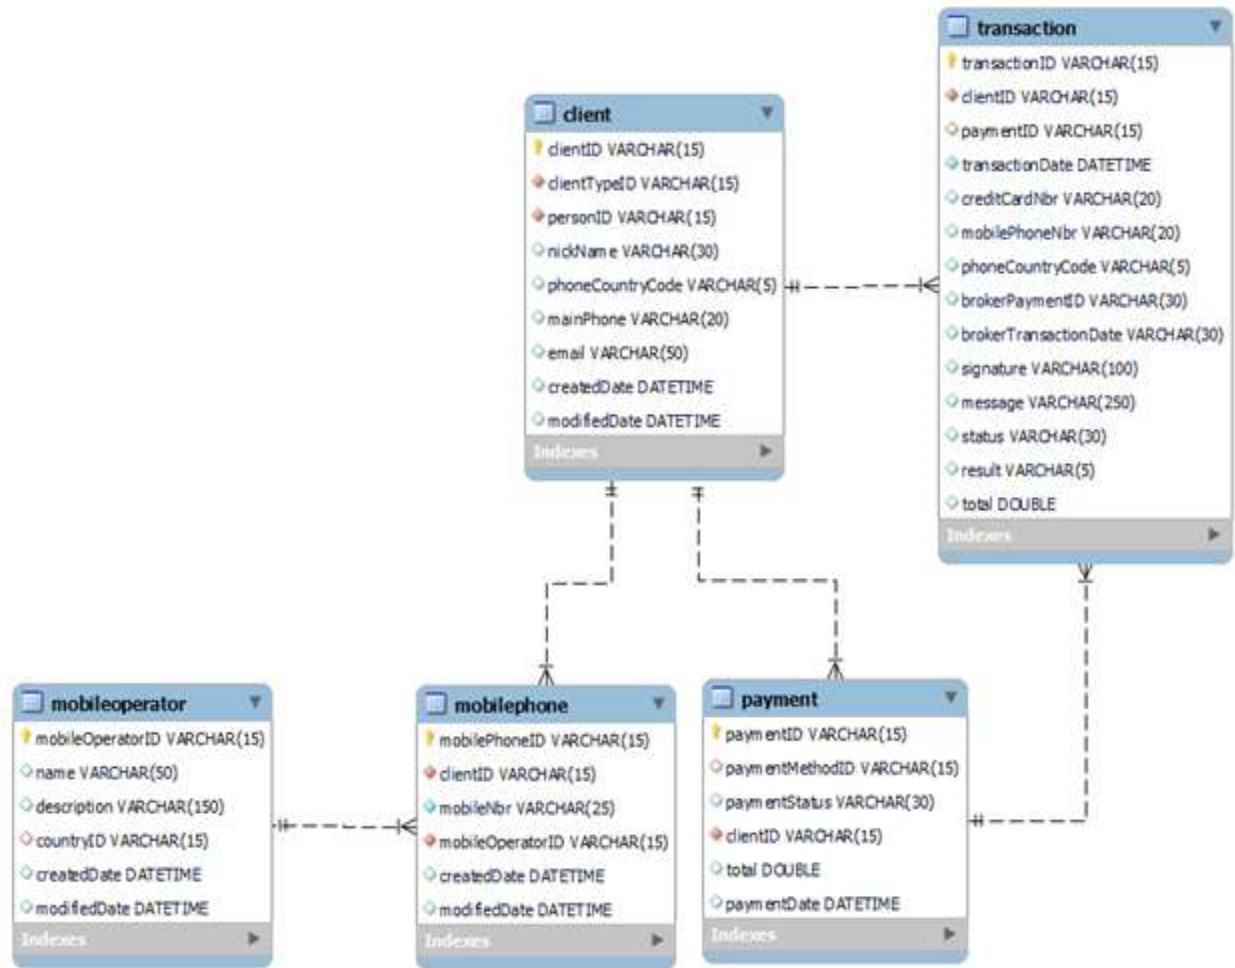 transaction
transactionID VARCHAR(15)
clientID VARCHAR(15)
paymentID VARCHAR(15)
transactionDate DATETIME
creditCardNbr VARCHAR(20)
mobilePhoneNbr VARCHAR(20)
phoneCountryCode VARCHAR(5)
brokerPaymentID VARCHAR(30)
brokerTransactionDate VARCHAR(30)
signature VARCHAR(100)
message VARCHAR(250)
status VARCHAR(30)
result VARCHAR(5)
total DOUBLE
Indexes
client
clientID VARCHAR(15)
clientTypeID VARCHAR(15)
personID VARCHAR(15)
nickName VARCHAR(30)
phoneCountryCode VARCHAR(5)
mainPhone VARCHAR(20)
email VARCHAR(50)
createdDate DATETIME
modifiedDate DATETIME
Indexes
mobileoperator
mobileOperatorID VARCHAR(15)
name VARCHAR(50)
description VARCHAR(150)
countryID VARCHAR(15)
createdDate DATETIME
modifiedDate DATETIME
Indexes
mobilephone
mobilePhoneID VARCHAR(15)
clientID VARCHAR(15)
mobileNbr VARCHAR(25)
mobileOperatorID VARCHAR(15)
createdDate DATETIME
modifiedDate DATETIME
Indexes
payment
paymentID VARCHAR(15)
paymentMethodID VARCHAR(15)
paymentStatus VARCHAR(30)
clientID VARCHAR(15)
total DOUBLE
paymentDate DATETIME
Indexes